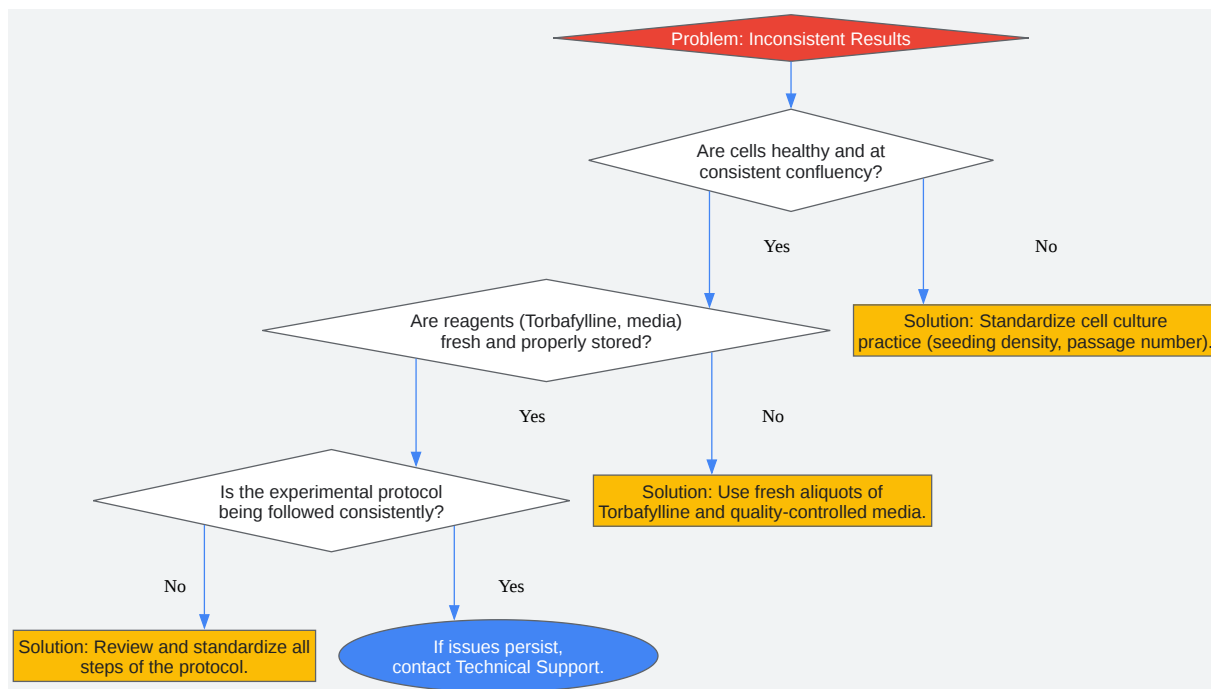 Problem: Inconsistent Results
Are cells healthy and at
consistent confluency?
Yes
No
Are reagents (Torbafylline, media)
fresh and properly stored?
Solution: Standardize cell culture
practice (seeding density, passage number).
Yes
No
Is the experimental protocol
being followed consistently?
Solution: Use fresh aliquots of
Torbafylline and quality-controlled media.
No
Yes
Solution: Review and standardize all
steps of the protocol.
If issues persist,
contact Technical Support.